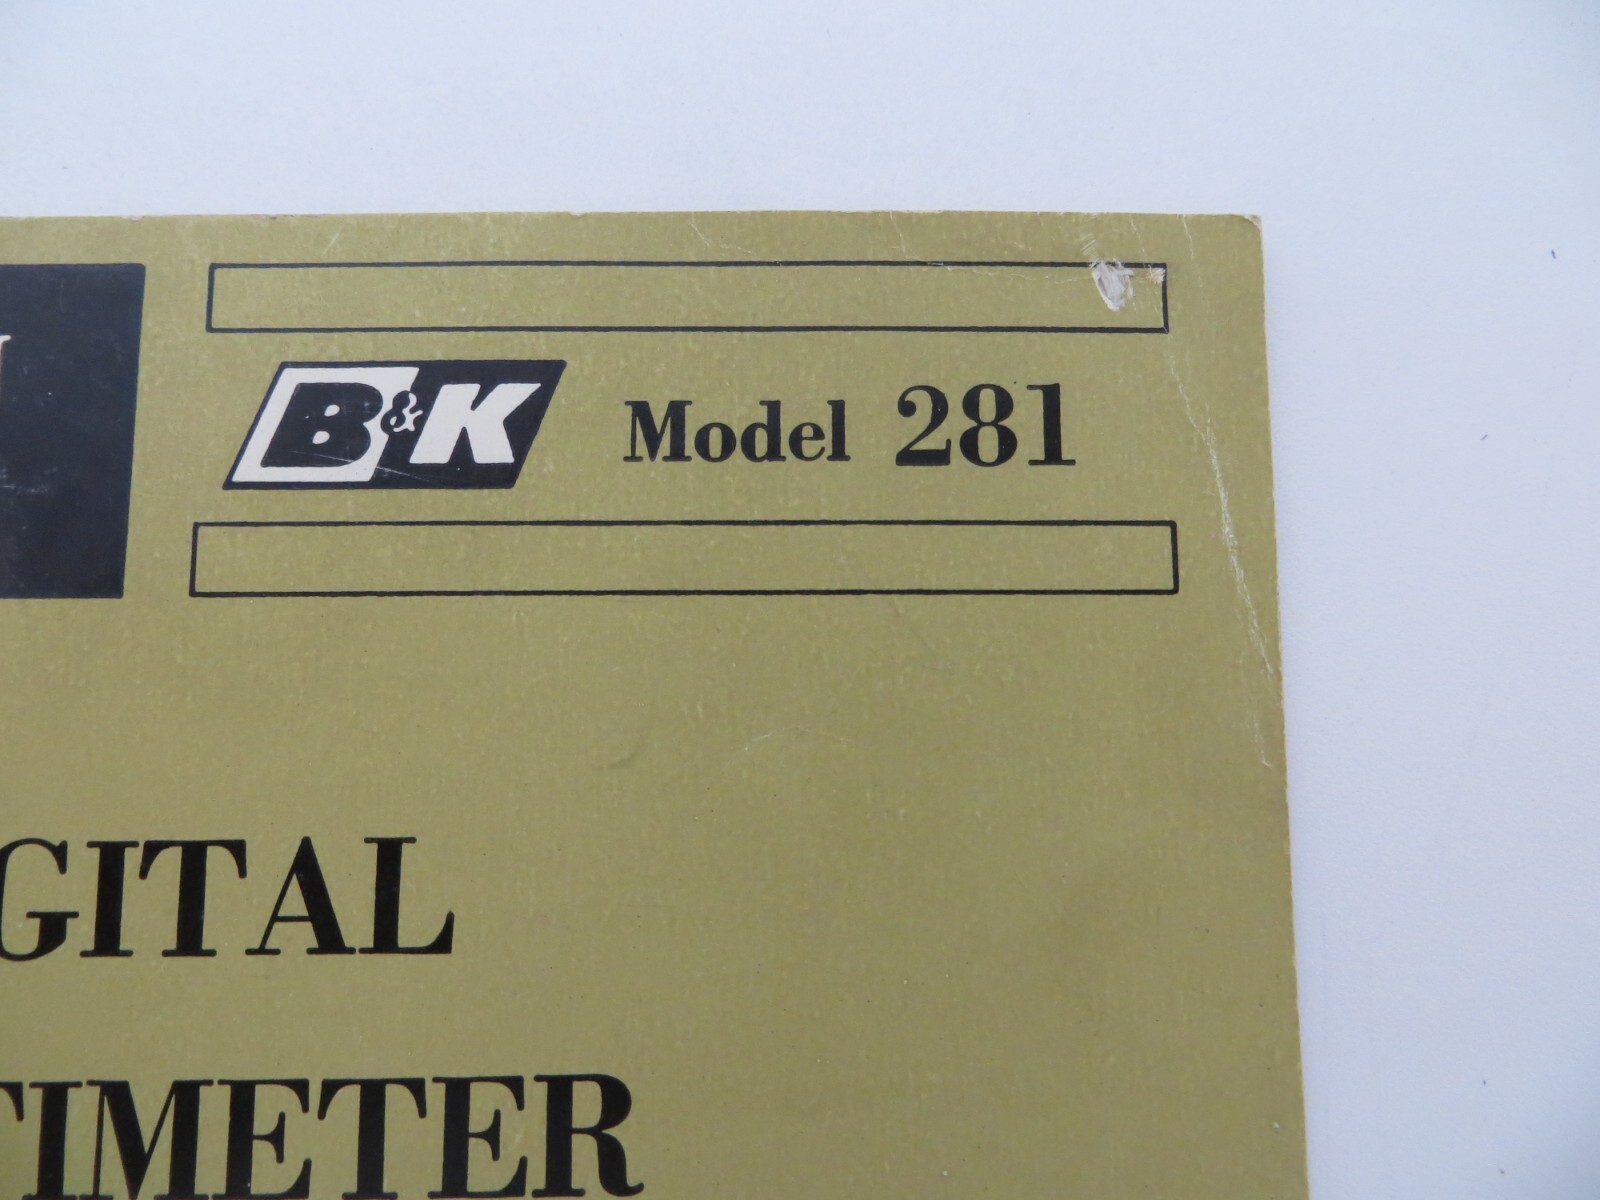 B&K Model 281
GITAL
TIMETER